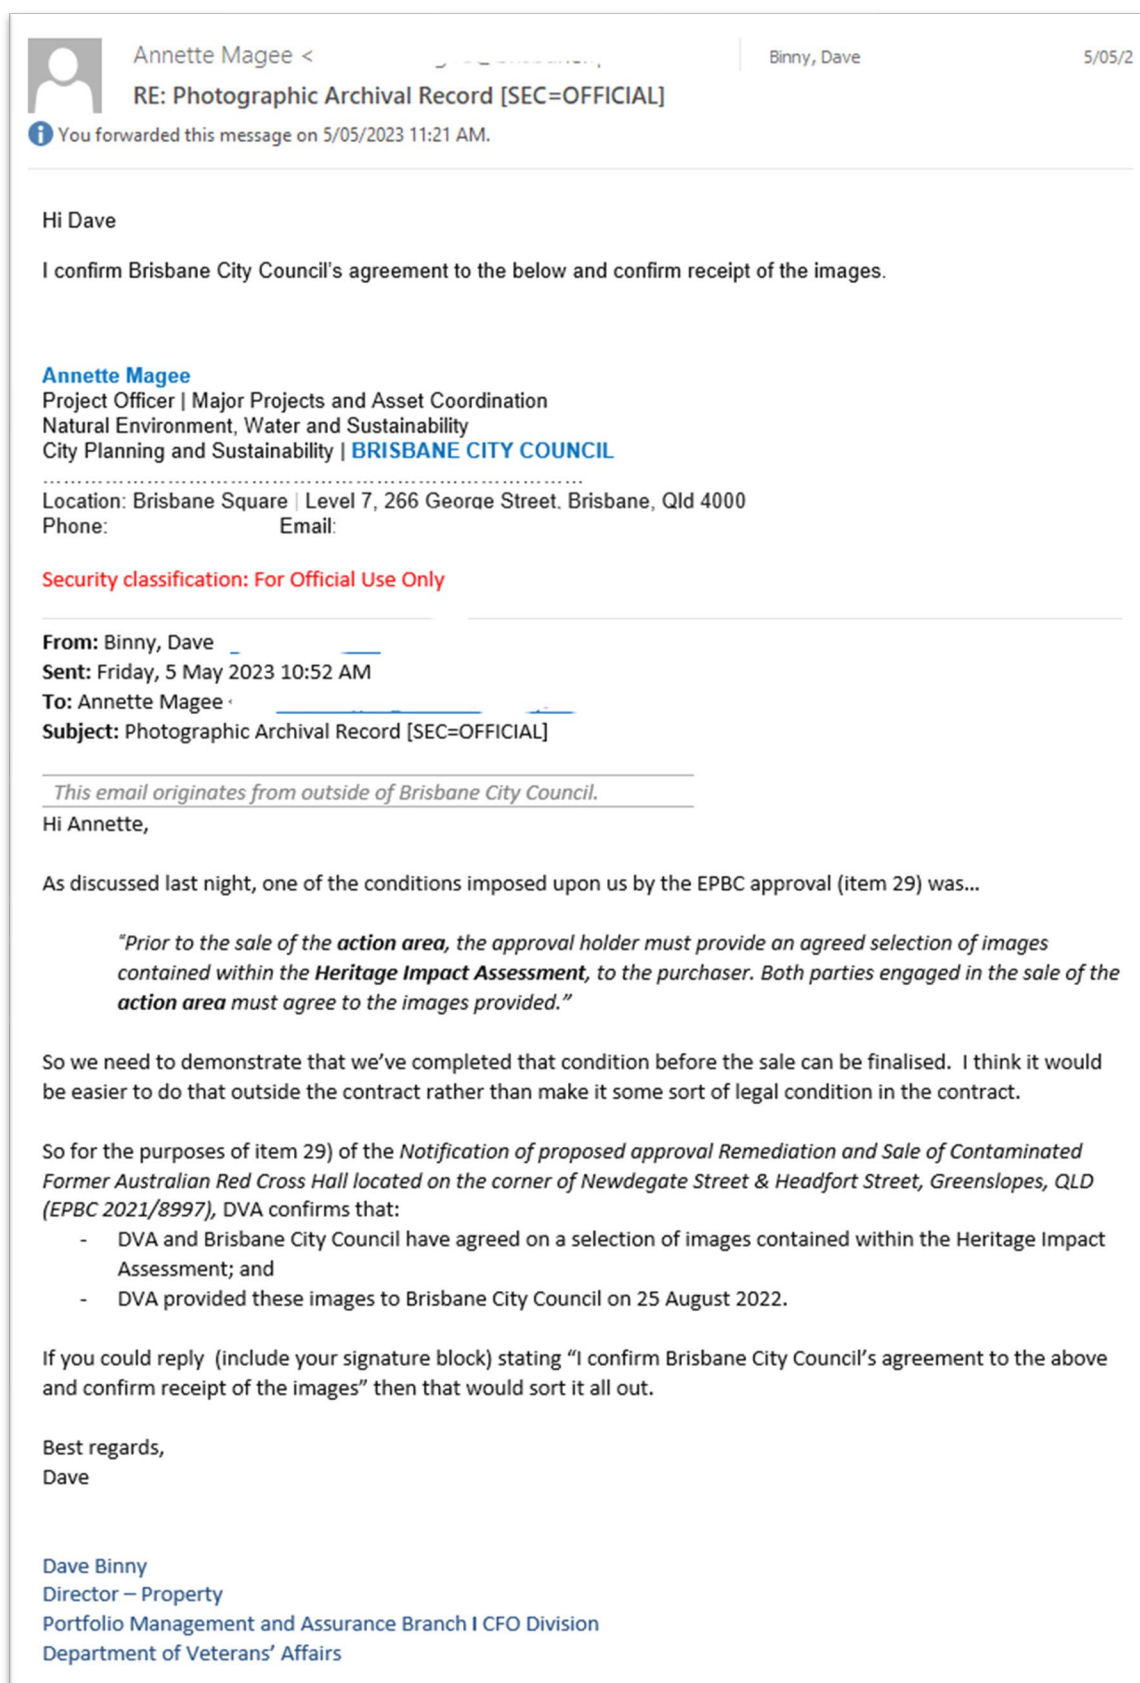 Annette Magee <
Binny, Dave
5/05/2
RE: Photographic Archival Record [SEC=OFFICIAL]
You forwarded this message on 5/05/2023 11:21 AM.
Hi Dave
I confirm Brisbane City Council's agreement to the below and confirm receipt of the images.
Annette Magee
Project Officer | Major Projects and Asset Coordination
Natural Environment, Water and Sustainability
City Planning and Sustainability | BRISBANE CITY COUNCIL
Location: Brisbane Square | Level 7, 266 George Street, Brisbane, Qld 4000
Phone: Email:
Security classification: For Official Use Only
From: Binny, Dave
Sent: Friday, 5 May 2023 10:52 AM
To: Annette Magee
Subject: Photographic Archival Record [SEC=OFFICIAL]
This email originates from outside of Brisbane City Council.
Hi Annette,
As discussed last night, one of the conditions imposed upon us by the EPBC approval (item 29) was...
"Prior to the sale of the action area, the approval holder must provide an agreed selection of images
contained within the Heritage Impact Assessment, to the purchaser. Both parties engaged in the sale of the
action area must agree to the images provided."
So we need to demonstrate that we've completed that condition before the sale can be finalised. I think it would
be easier to do that outside the contract rather than make it some sort of legal condition in the contract.
So for the purposes of item 29) of the Notification of proposed approval Remediation and Sale of Contaminated
Former Australian Red Cross Hall located on the corner of Newdegate Street & Headfort Street, Greenslopes, QLD
(EPBC 2021/8997), DVA confirms that:
- DVA and Brisbane City Council have agreed on a selection of images contained within the Heritage Impact
Assessment; and
- DVA provided these images to Brisbane City Council on 25 August 2022.
If you could reply (include your signature block) stating "I confirm Brisbane City Council's agreement to the above
and confirm receipt of the images" then that would sort it all out.
Best regards,
Dave
Dave Binny
Director – Property
Portfolio Management and Assurance Branch I CFO Division
Department of Veterans' Affairs